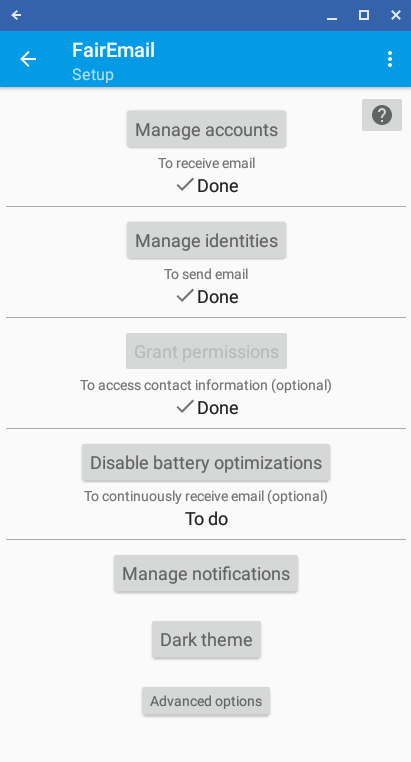 FairEmail
Setup
Manage accounts
To receive email
Done
Manage identities
To send email
Done
Grant permissions
To access contact information (optional)
Done
Disable battery optimizations
To continuously receive email (optional)
To do
Manage notifications
Dark theme
Advanced options